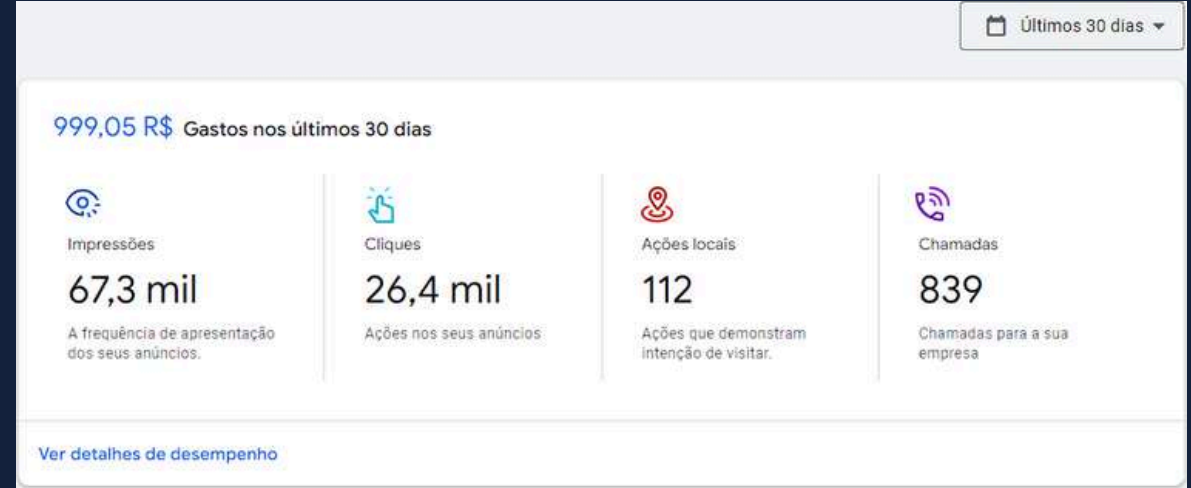 Últimos 30 dias
999,05 R$ Gastos nos últimos 30 dias
Impressões
67,3 mil
A frequência de apresentação
dos seus anúncios.
Cliques
26,4 mil
Ações nos seus anúncios
Ações locais
112
Ações que demonstram
intenção de visitar.
Chamadas
839
Chamadas para a sua
empresa
Ver detalhes de desempenho